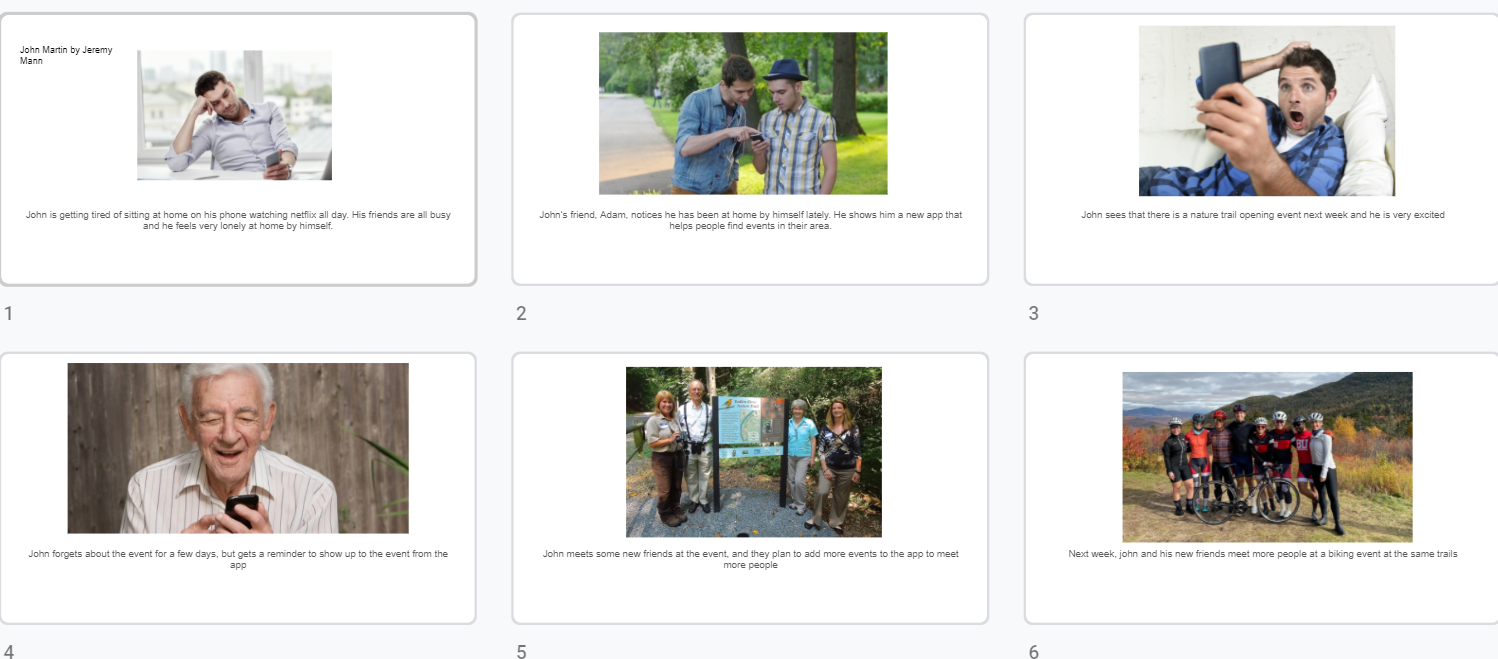 John Martin by Jeremy
Mann
John is getting tired of sitting at home on his phone watching netflix all day. His friends are all busy
and he feels very lonely at home by himself.
1
John's friend, Adam, notices he has been at home by himself lately. He shows him a new app that
helps people find events in their area.
2
John sees that there is a nature trail opening event next week and he is very excited
3
John forgets about the event for a few days, but gets a reminder to show up to the event from the
app
4
John meets some new friends at the event, and they plan to add more events to the app to meet
more people
5
Next week, john and his new friends meet more people at a biking event at the same trails
6